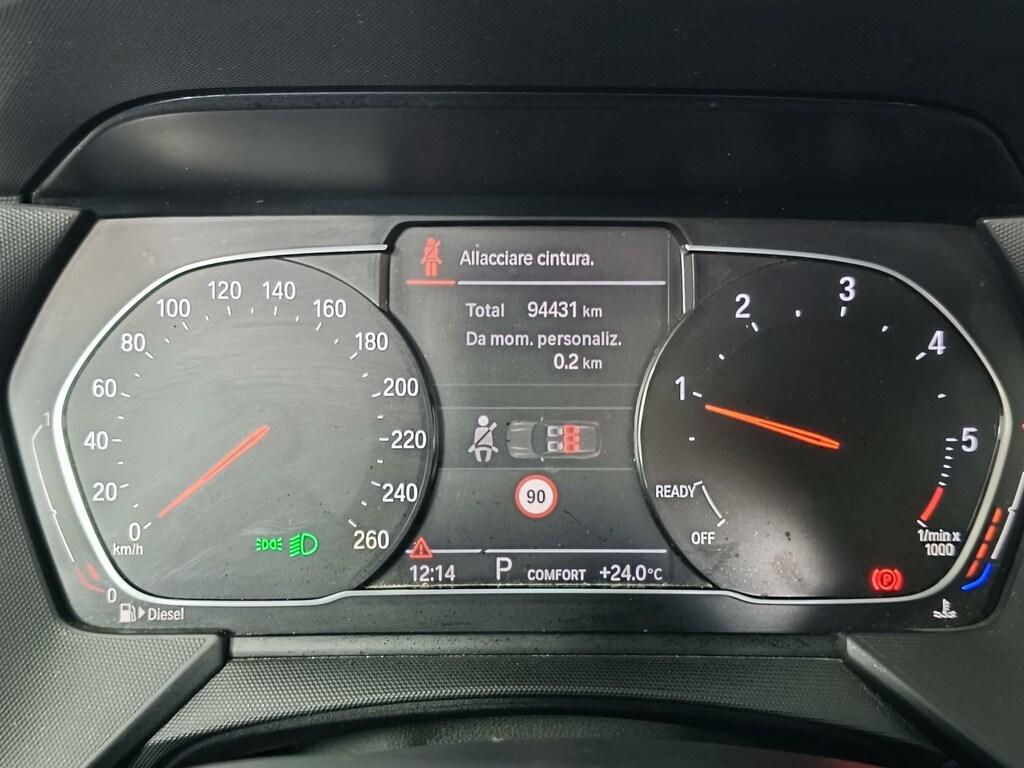 Allacciare cintura.
Total 94431 km
Da mom. personaliz.
0.2 km
90
12:14 P COMFORT +24.0°C
0
20
40
60
80
100
120
140
160
180
200
220
240
260
km/h
1
0
Diesel
OFF
READY
1
2
3
4
5
1/min x
1000
P